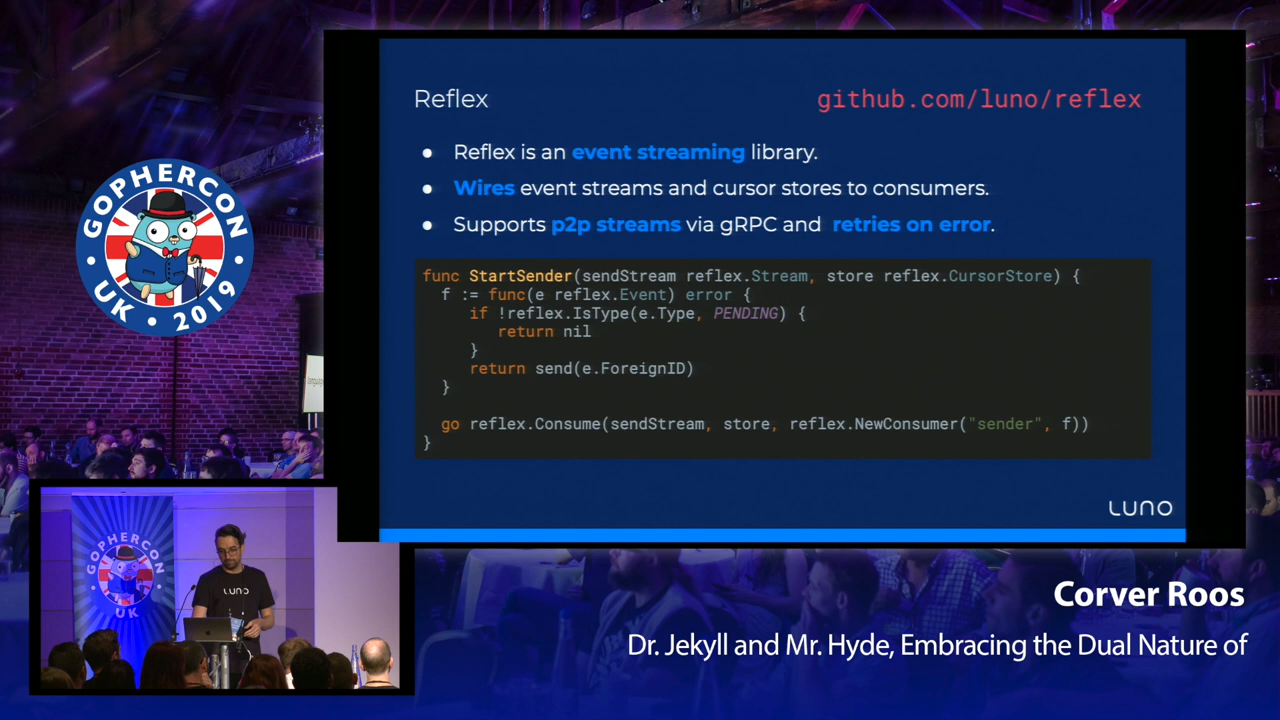 Reflex
github.com/luno/reflex
● Reflex is an event streaming library.
● Wires event streams and cursor stores to consumers.
● Supports p2p streams via gRPC and retries on error.
func StartSender(sendStream reflex.Stream, store reflex.CursorStore) {
  f := func(e reflex.Event) error {
     if !reflex.IsType(e.Type, PENDING) {
        return nil
     }
     return send(e.ForeignID)
  }
  go reflex.Consume(sendStream, store, reflex.NewConsumer("sender", f))
}
LUNO
GOPHERCON
UK • 2019
GOPHERCON
UK
LUNO
Corver Roos
Dr. Jekyll and Mr. Hyde, Embracing the Dual Nature of